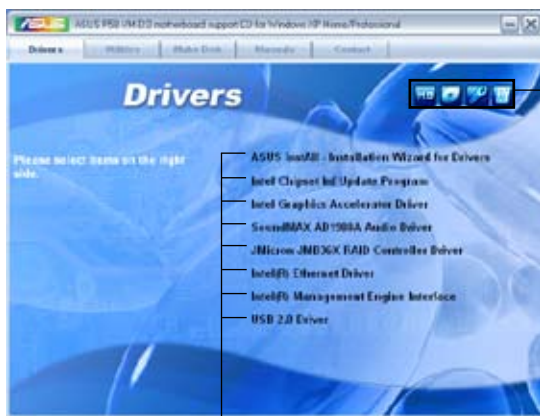 ASUS P5B-VM DO motherboard support CD for Windows XP Home/Professional
Drivers Utilities Make Disk Manuals Contact
Drivers
Please select items on the right
side.
ASUS InstAll - Installation Wizard for Drivers
Intel Chipset Inf Update Program
Intel Graphics Accelerator Driver
SoundMAX AD1988A Audio Driver
JMicron JMB36X RAID Controller Driver
Intel(R) Ethernet Driver
Intel(R) Management Engine Interface
USB 2.0 Driver